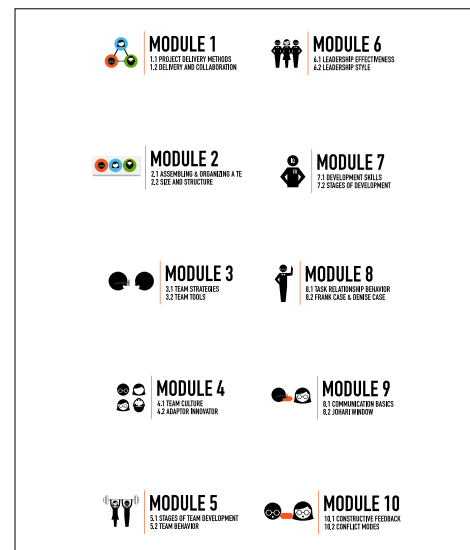 MODULE 1
1.1 PROJECT DELIVERY METHODS
1.2 DELIVERY AND COLLABORATION
MODULE 2
2.1 ASSEMBLING & ORGANIZING A TE
2.2 SIZE AND STRUCTURE
MODULE 3
3.1 TEAM STRATEGIES
3.2 TEAM TOOLS
MODULE 4
4.1 TEAM CULTURE
4.2 ADAPTOR INNOVATOR
MODULE 5
5.1 STAGES OF TEAM DEVELOPMENT
5.2 TEAM BEHAVIOR
MODULE 6
6.1 LEADERSHIP EFFECTIVENESS
6.2 LEADERSHIP STYLE
MODULE 7
7.1 DEVELOPMENT SKILLS
7.2 STAGES OF DEVELOPMENT
MODULE 8
8.1 TASK RELATIONSHIP BEHAVIOR
8.2 FRANK CASE & DENISE CASE
MODULE 9
8.1 COMMUNICATION BASICS
8.2 JOHARI WINDOW
MODULE 10
10.1 CONSTRUCTIVE FEEDBACK
10.2 CONFLICT MODES